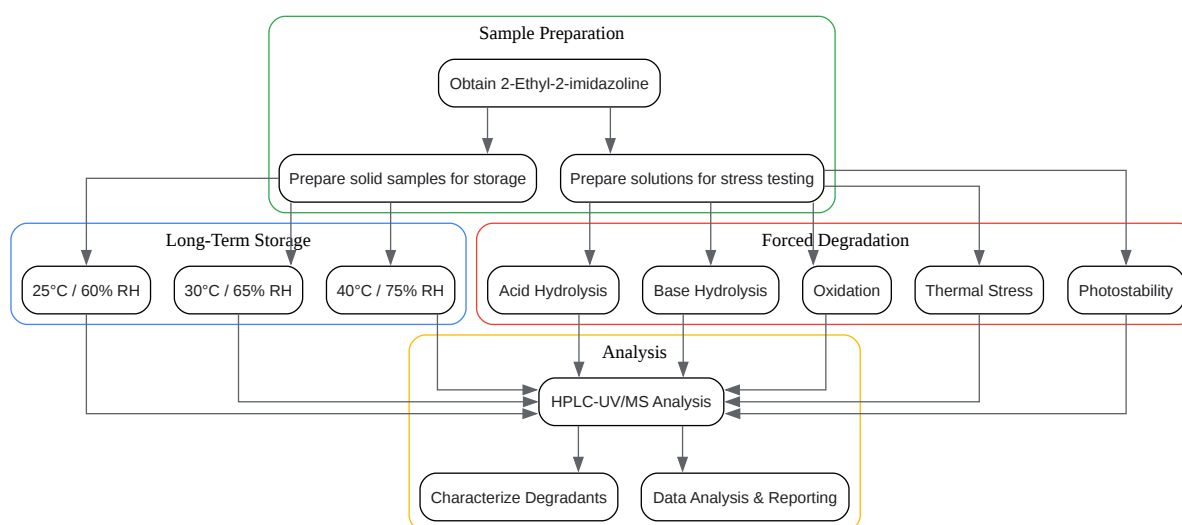 Sample Preparation
Obtain 2-Ethyl-2-imidazoline
Prepare solid samples for storage
Prepare solutions for stress testing
Long-Term Storage
Forced Degradation
25°C / 60% RH
30°C / 65% RH
40°C / 75% RH
Acid Hydrolysis
Base Hydrolysis
Oxidation
Thermal Stress
Photostability
Analysis
HPLC-UV/MS Analysis
Characterize Degradants
Data Analysis & Reporting